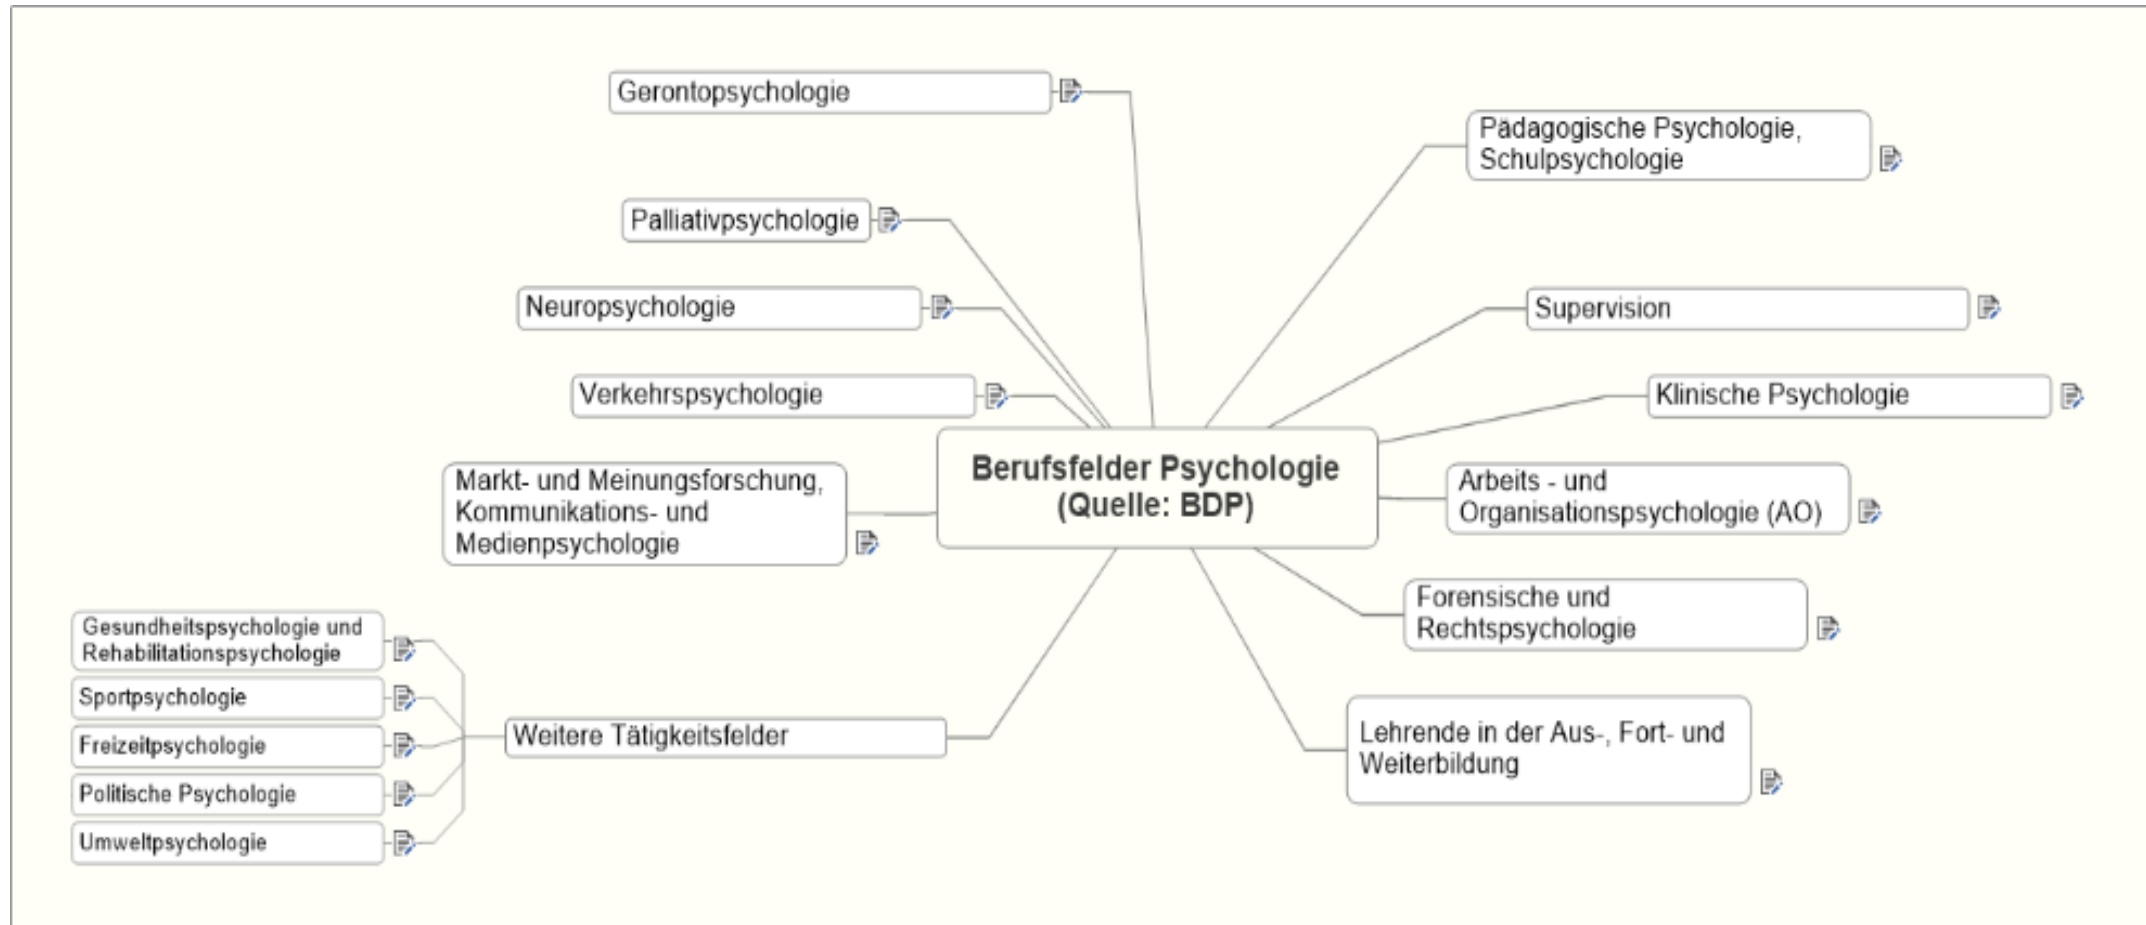 Gerontopsychologie
Pädagogische Psychologie,
Schulpsychologie
Palliativpsychologie
Neuropsychologie
Supervision
Verkehrspsychologie
Klinische Psychologie
Berufsfelder Psychologie
(Quelle: BDP)
Markt- und Meinungsforschung,
Kommunikations- und
Medienpsychologie
Arbeits - und
Organisationspsychologie (AO)
Forensische und
Rechtspsychologie
Gesundheitspsychologie und
Rehabilitationspsychologie
Sportpsychologie
Freizeitpsychologie
Politische Psychologie
Umweltpsychologie
Weitere Tätigkeitsfelder
Lehrende in der Aus-, Fort- und
Weiterbildung